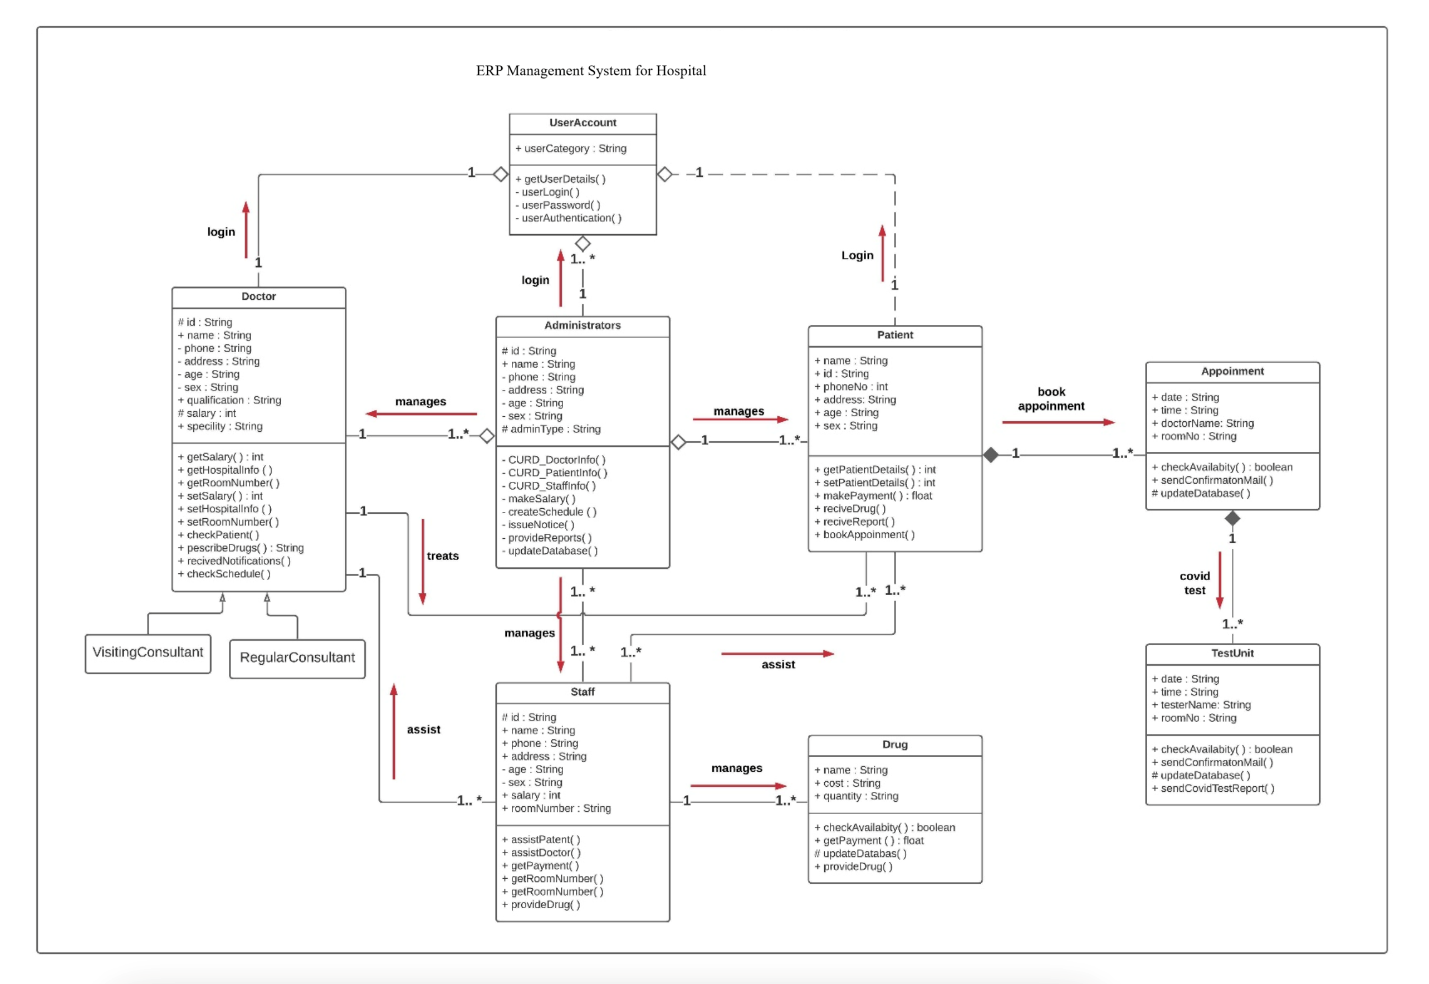 ERP Management System for Hospital
UserAccount
+ userCategory : String
+ getUserDetails( )
- userLogin( )
- userPassword( )
- userAuthentication( )
1
1
login
1
1.. *
login
1
Login
1
Doctor
# id : String
+ name : String
- phone : String
- address : String
- age : String
- sex : String
+ qualification : String
# salary : int
+ specility : String
+ getSalary( ) : int
+ getHospitalInfo ( )
+ getRoomNumber( )
+ setSalary( ) : int
+ setHospitalInfo ( )
+ setRoomNumber( )
+ checkPatient( )
+ pescribeDrugs( ) : String
+ recivedNotifications( )
+ checkSchedule( )
VisitingConsultant
RegularConsultant
manages
1
1..*
Administrators
# id : String
+ name : String
- phone : String
- address : String
- age : String
- sex : String
# adminType : String
- CURD_DoctorInfo( )
- CURD_PatientInfo( )
- CURD_StaffInfo( )
- makeSalary( )
- createSchedule ( )
- issueNotice( )
- provideReports( )
- updateDatabase( )
manages
1
1..*
Patient
+ name : String
+ id : String
+ phoneNo : int
+ address: String
+ age : String
+ sex : String
+ getPatientDetails( ) : int
+ setPatientDetails( ) : int
+ makePayment( ) : float
+ reciveDrug( )
+ reciveReport( )
+ bookAppoinment( )
book
appoinment
1
1..*
Appoinment
+ date : String
+ time : String
+ doctorName: String
+ roomNo : String
+ checkAvailabity( ) : boolean
+ sendConfirmatonMail( )
# updateDatabase( )
1
covid
test
1..*
TestUnit
+ date : String
+ time : String
+ testerName: String
+ roomNo : String
+ checkAvailabity( ) : boolean
+ sendConfirmatonMail( )
# updateDatabase( )
+ sendCovidTestReport( )
1
treats
1..*
1..*
1
assist
1.. *
1.. *
manages
1.. *
1..*
assist
Staff
# id : String
+ name : String
+ phone : String
+ address : String
- age : String
- sex : String
+ salary : int
+ roomNumber : String
+ assistPatent( )
+ assistDoctor( )
+ getPayment( )
+ getRoomNumber( )
+ getRoomNumber( )
+ provideDrug( )
manages
1
1..*
Drug
+ name : String
+ cost : String
+ quantity : String
+ checkAvailabity( ) : boolean
+ getPayment ( ) : float
# updateDatabas( )
+ provideDrug( )